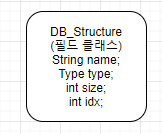 DB_Structure
(필드 클래스)
String name;
Type type;
int size;
int idx;